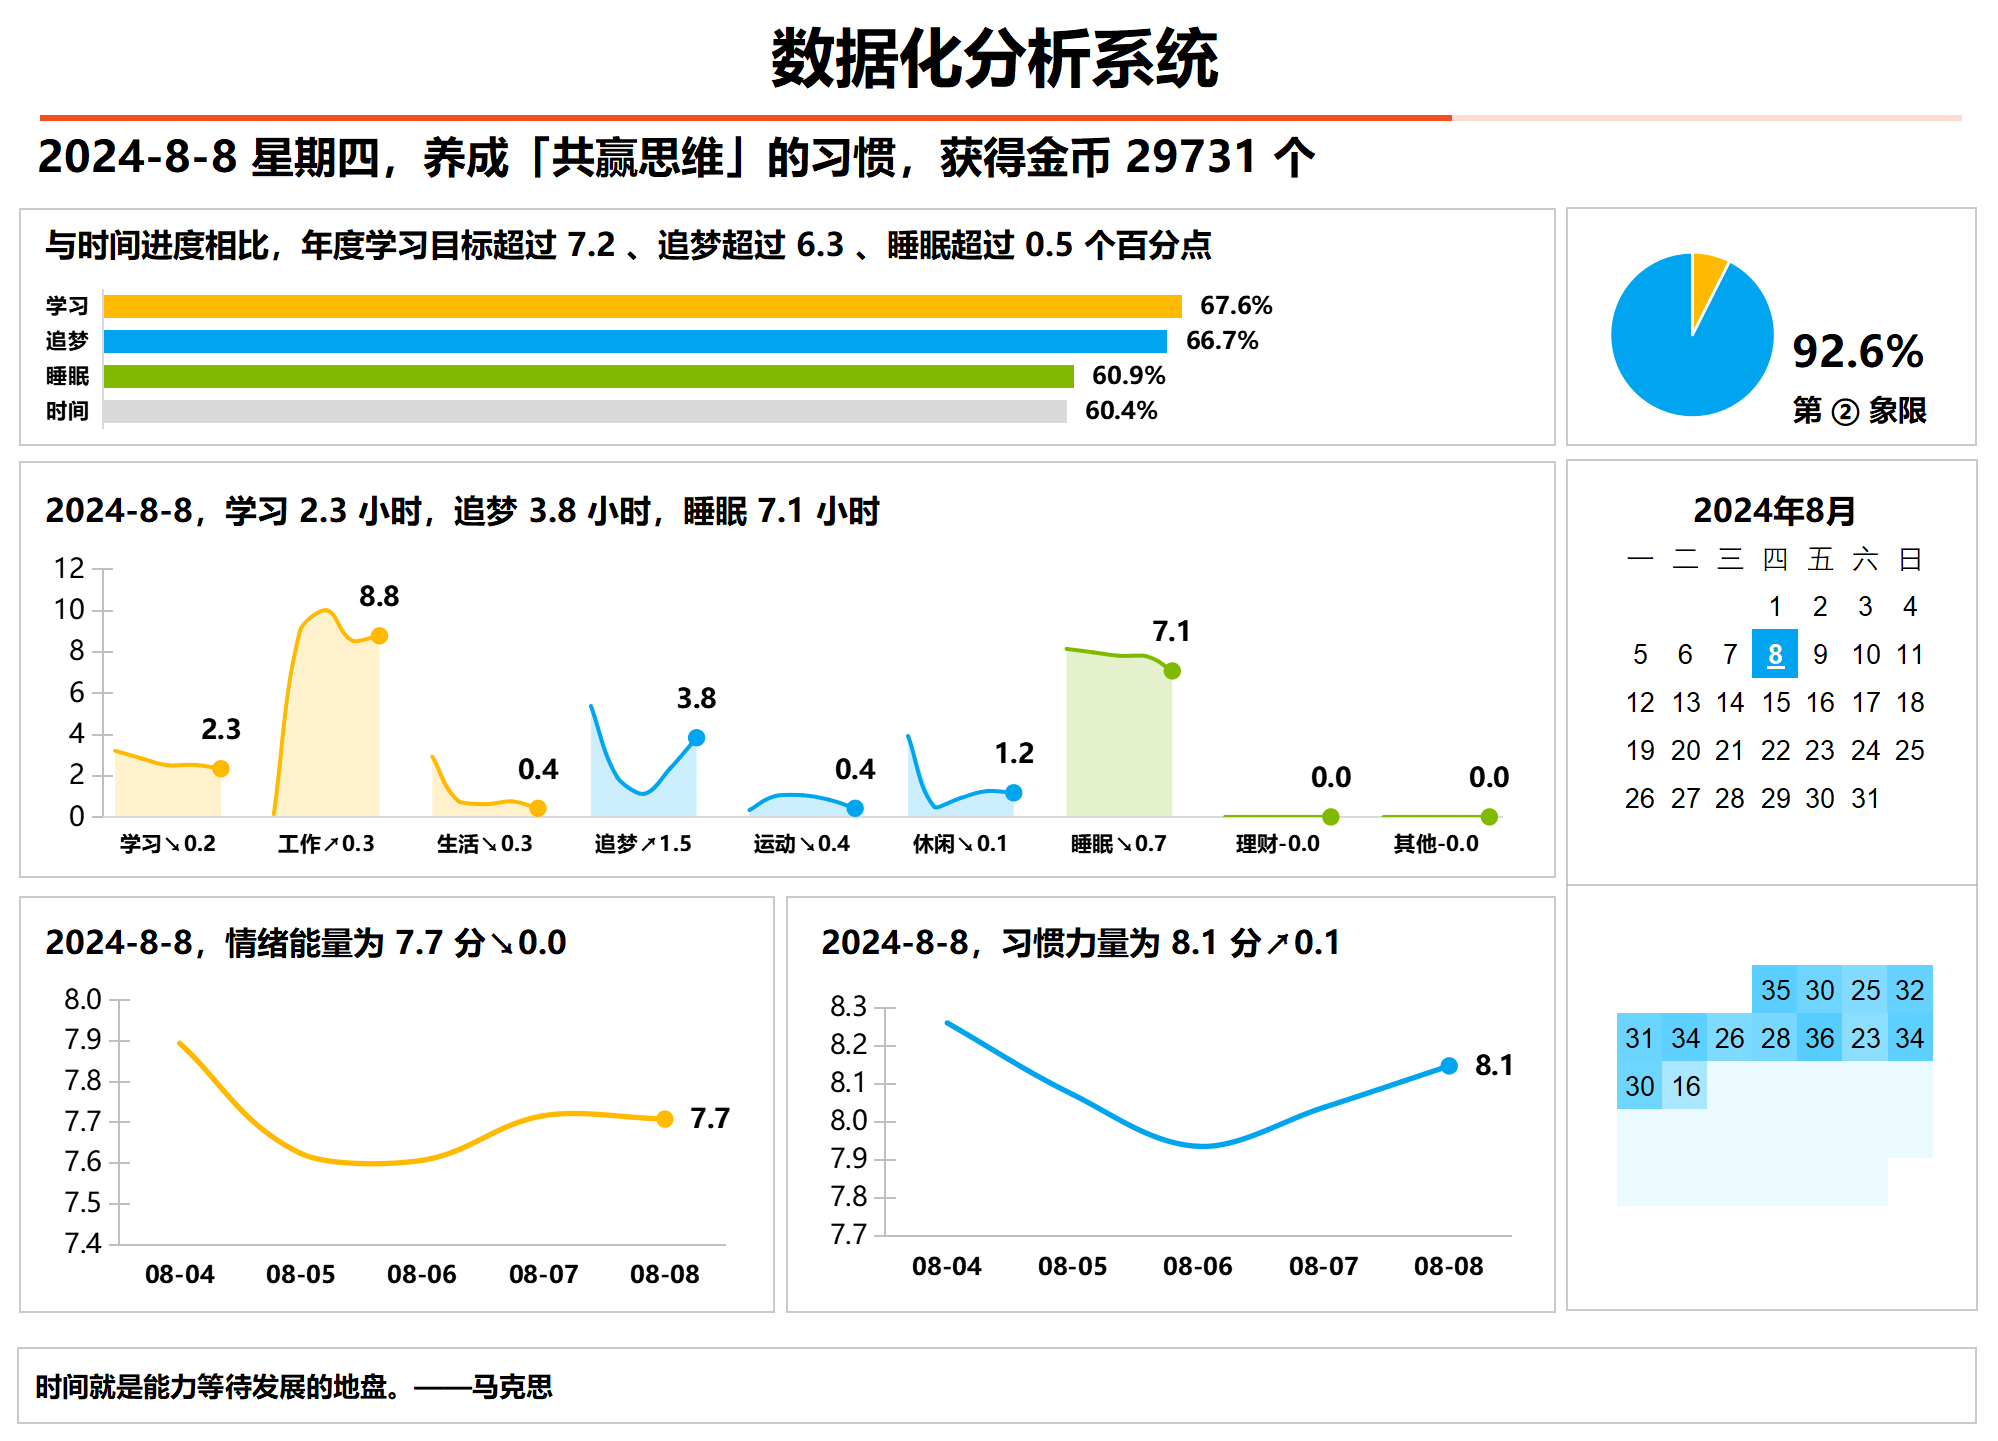 数据化分析系统
2024-8-8 星期四，养成「共赢思维」的习惯，获得金币 29731 个
与时间进度相比，年度学习目标超过 7.2 、追梦超过 6.3 、睡眠超过 0.5 个百分点
学习 67.6%
追梦 66.7%
睡眠 60.9%
时间 60.4%
92.6%
第 ② 象限
2024-8-8，学习 2.3 小时，追梦 3.8 小时，睡眠 7.1 小时
12
10
8
6
4
2
0
2.3
8.8
0.4
3.8
0.4
1.2
7.1
0.0
0.0
学习↘0.2 工作↗0.3 生活↘0.3 追梦↗1.5 运动↘0.4 休闲↘0.1 睡眠↘0.7 理财-0.0 其他-0.0
2024年8月
一 二 三 四 五 六 日
1 2 3 4
5 6 7 8 9 10 11
12 13 14 15 16 17 18
19 20 21 22 23 24 25
26 27 28 29 30 31
2024-8-8，情绪能量为 7.7 分↘0.0
8.0
7.9
7.8
7.7
7.6
7.5
7.4
7.7
08-04 08-05 08-06 08-07 08-08
2024-8-8，习惯力量为 8.1 分↗0.1
8.3
8.2
8.1
8.0
7.9
7.8
7.7
8.1
08-04 08-05 08-06 08-07 08-08
35 30 25 32
31 34 26 28 36 23 34
30 16
时间就是能力等待发展的地盘。——马克思